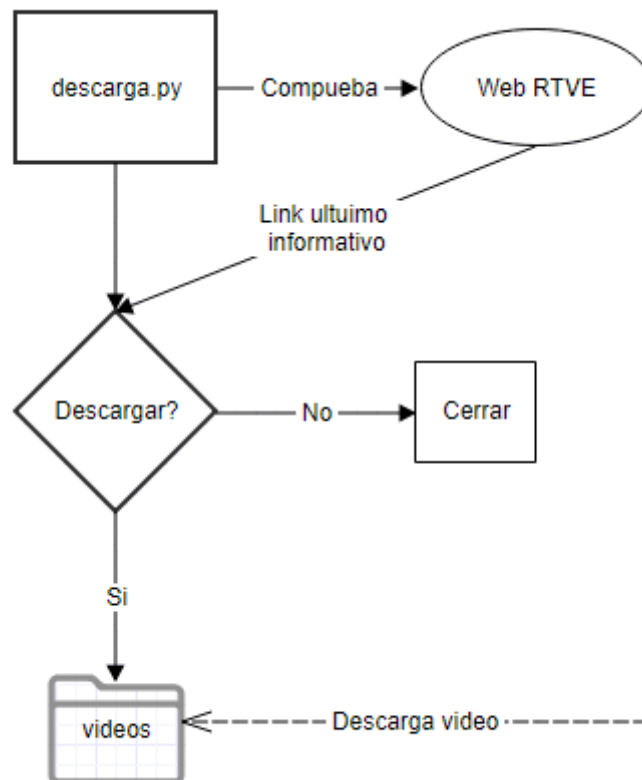 descarga.py
Compueba
Web RTVE
Link ultuimo
informativo
Descargar?
No
Cerrar
Si
videos
Descarga video